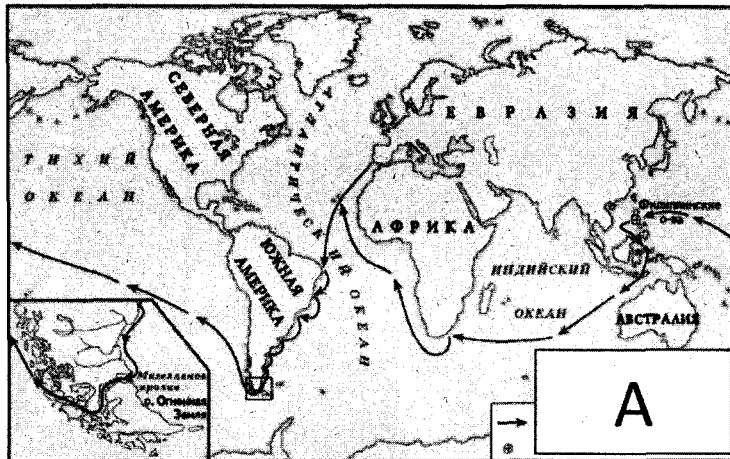 СЕВЕРНАЯ
АМЕРИКА
АТЛАНТИЧЕСКИЙ ОКЕАН
ЕВРАЗИЯ
ТИХИЙ
ОКЕАН
Филиппинские
о-ва
АФРИКА
ЮЖНАЯ
АМЕРИКА
ИНДИЙСКИЙ
ОКЕАН
АВСТРАЛИЯ
Магелланов
пролив
о. Огненная
Земля
А